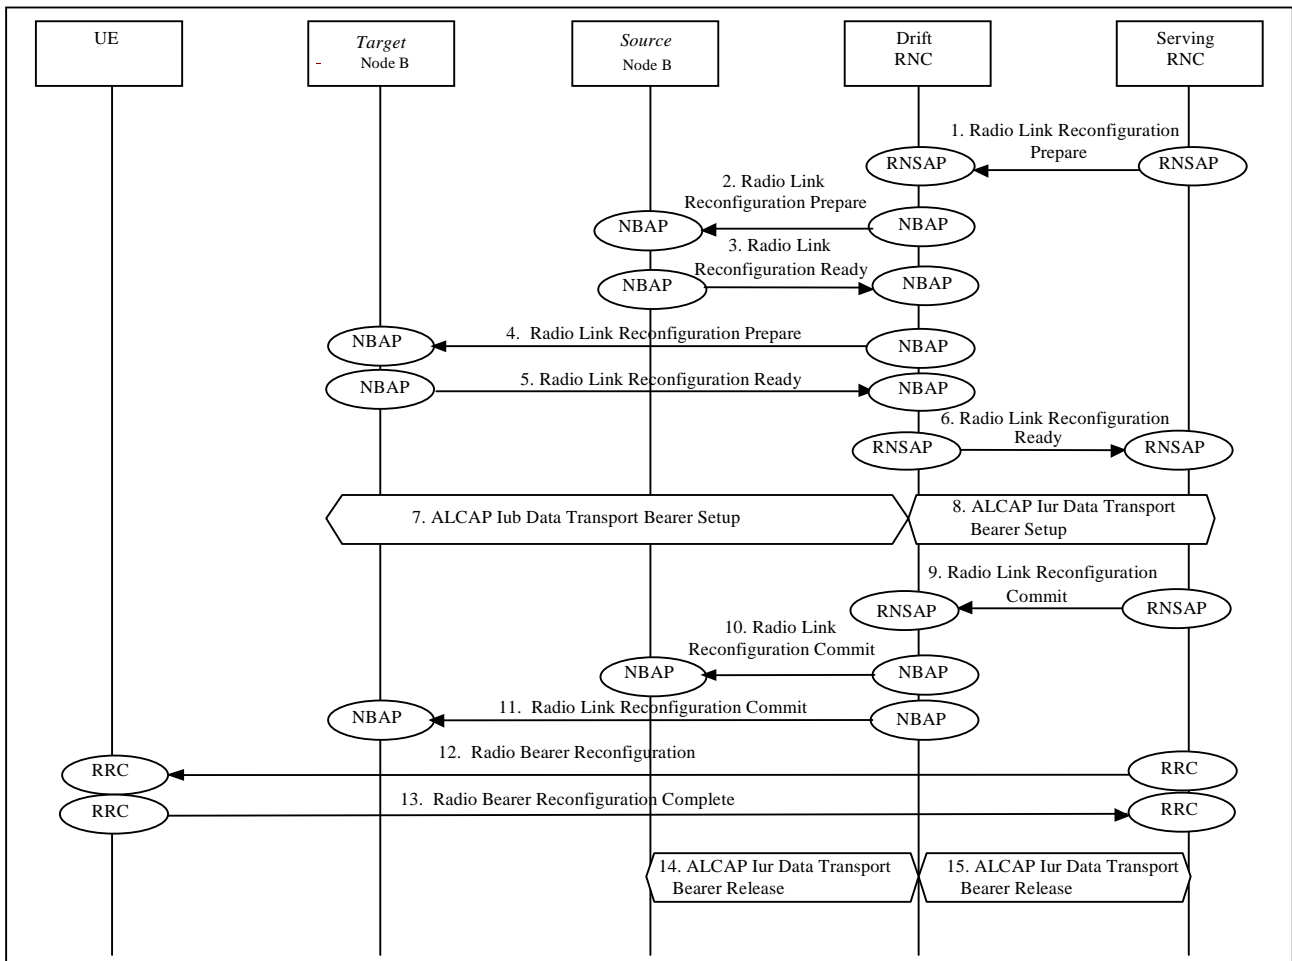 UE
Target
Node B
Source
Node B
Drift
RNC
Serving
RNC
1. Radio Link Reconfiguration
Prepare
RNSAP
RNSAP
2. Radio Link
Reconfiguration Prepare
NBAP
NBAP
3. Radio Link
Reconfiguration Ready
NBAP
NBAP
4. Radio Link Reconfiguration Prepare
NBAP
NBAP
5. Radio Link Reconfiguration Ready
NBAP
NBAP
6. Radio Link Reconfiguration
Ready
RNSAP
RNSAP
7. ALCAP Iub Data Transport Bearer Setup
8. ALCAP Iur Data Transport
Bearer Setup
9. Radio Link Reconfiguration
Commit
RNSAP
RNSAP
10. Radio Link
Reconfiguration Commit
NBAP
NBAP
11. Radio Link Reconfiguration Commit
NBAP
NBAP
12. Radio Bearer Reconfiguration
RRC
RRC
13. Radio Bearer Reconfiguration Complete
RRC
RRC
14. ALCAP Iur Data Transport
Bearer Release
15. ALCAP Iur Data Transport
Bearer Release